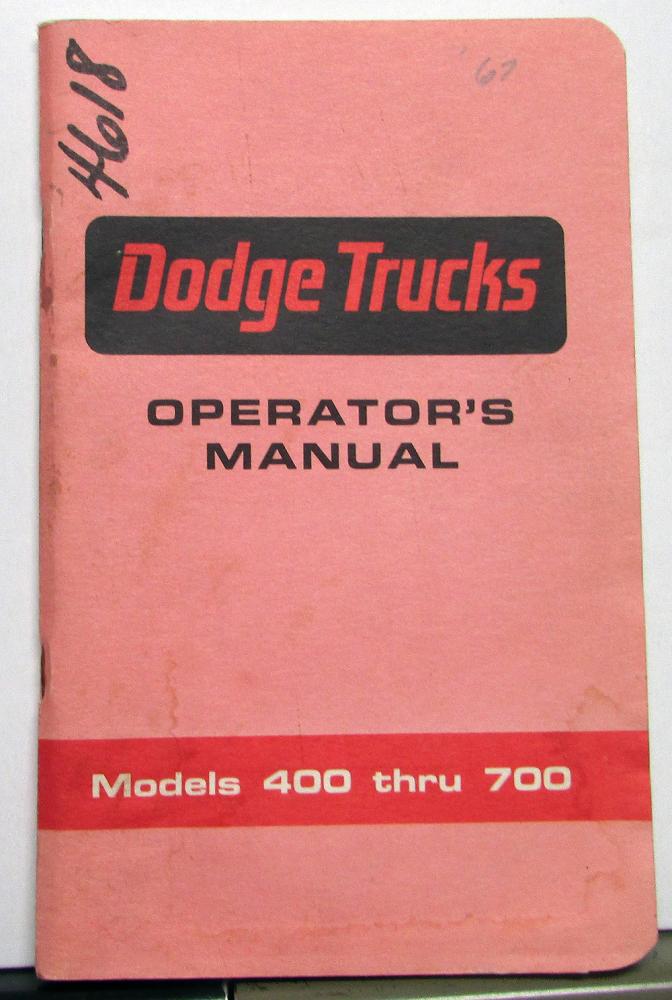 4618
67
Dodge Trucks
OPERATOR'S
MANUAL
Models 400 thru 700